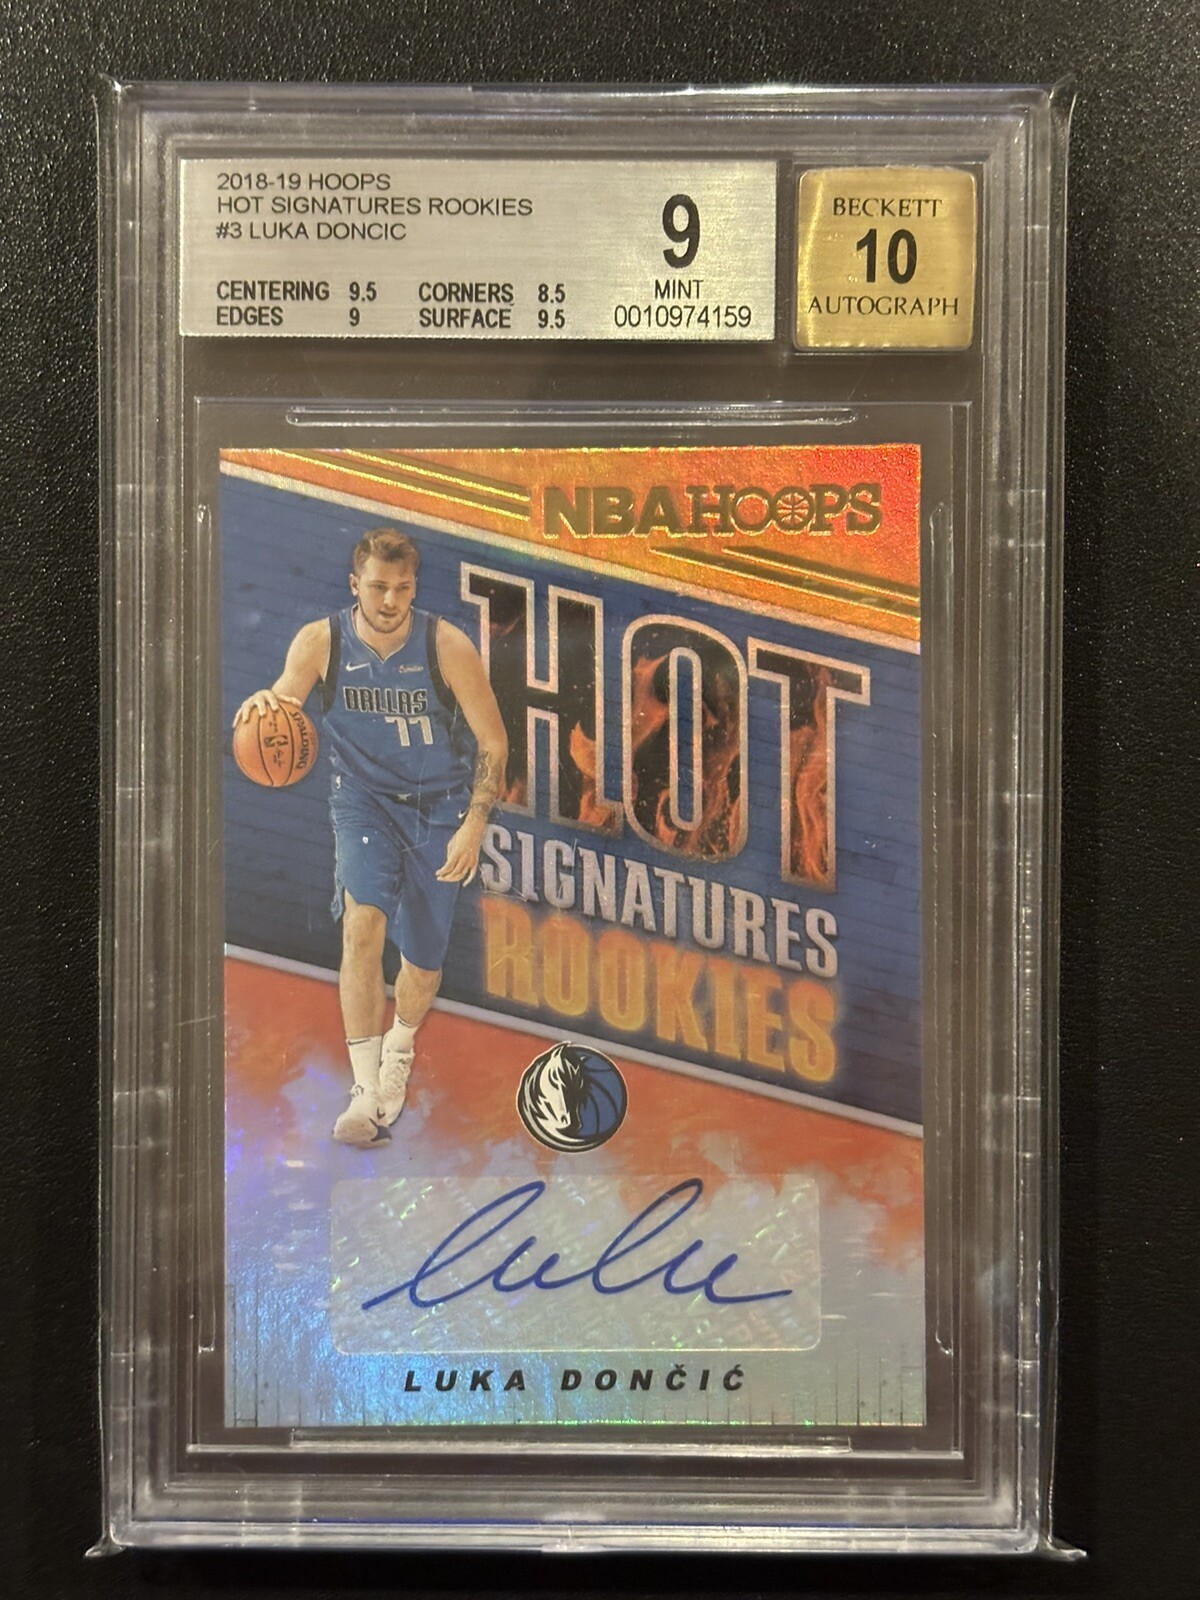 2018-19 HOOPS
HOT SIGNATURES ROOKIES
#3 LUKA DONCIC
CENTERING 9.5 CORNERS 8.5
EDGES 9 SURFACE 9.5
9
MINT
0010974159
BECKETT
10
AUTOGRAPH
NBA HOOPS
HOT
SIGNATURES
ROOKIES
DALLAS
77
SPALDING
LUKA DONČIĆ